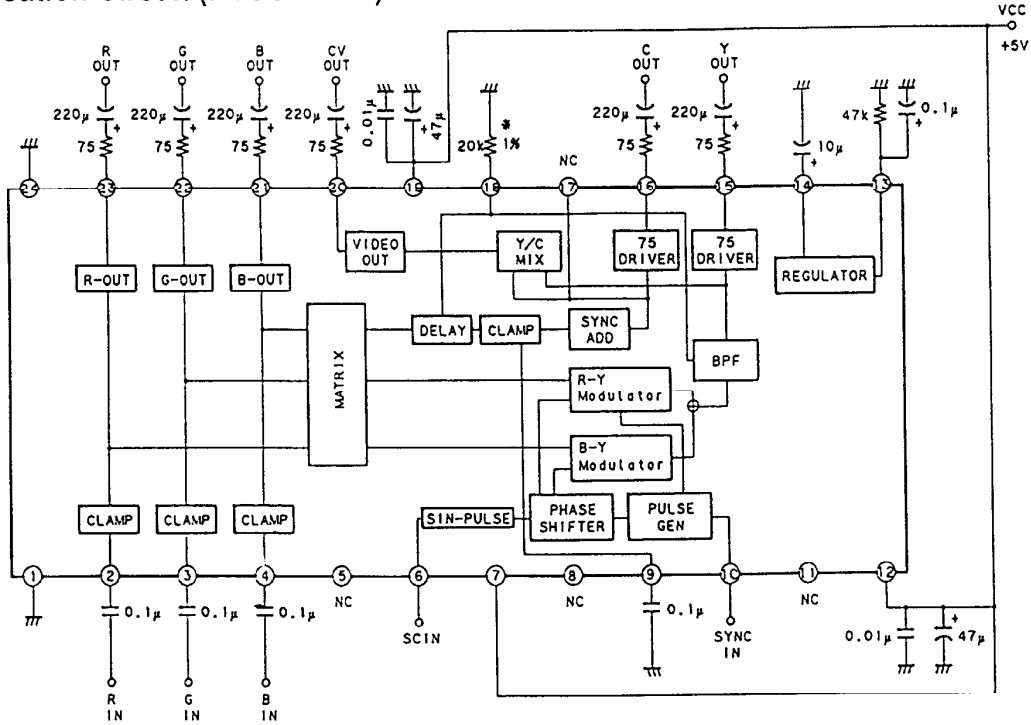 VCC
+5V
R OUT
G OUT
B OUT
CV OUT
C OUT
Y OUT
220μ
+
75
220μ
+
75
220μ
+
75
220μ
+
75
0.01μ
+
47μ
20k
*
1%
NC
220μ
+
75
220μ
+
75
10μ
+
47k
0.1μ
+
24
23
22
21
20
19
18
17
16
15
14
13
VIDEO OUT
Y/C MIX
75 DRIVER
75 DRIVER
REGULATOR
R-OUT
G-OUT
B-OUT
MATRIX
DELAY
CLAMP
SYNC ADD
BPF
R-Y Modulator
B-Y Modulator
CLAMP
CLAMP
CLAMP
SIN-PULSE
PHASE SHIFTER
PULSE GEN
1
2
3
4
5
6
7
8
9
10
11
12
NC
NC
NC
0.1μ
0.1μ
0.1μ
SCIN
0.1μ
SYNC IN
0.01μ
+
47μ
R IN
G IN
B IN